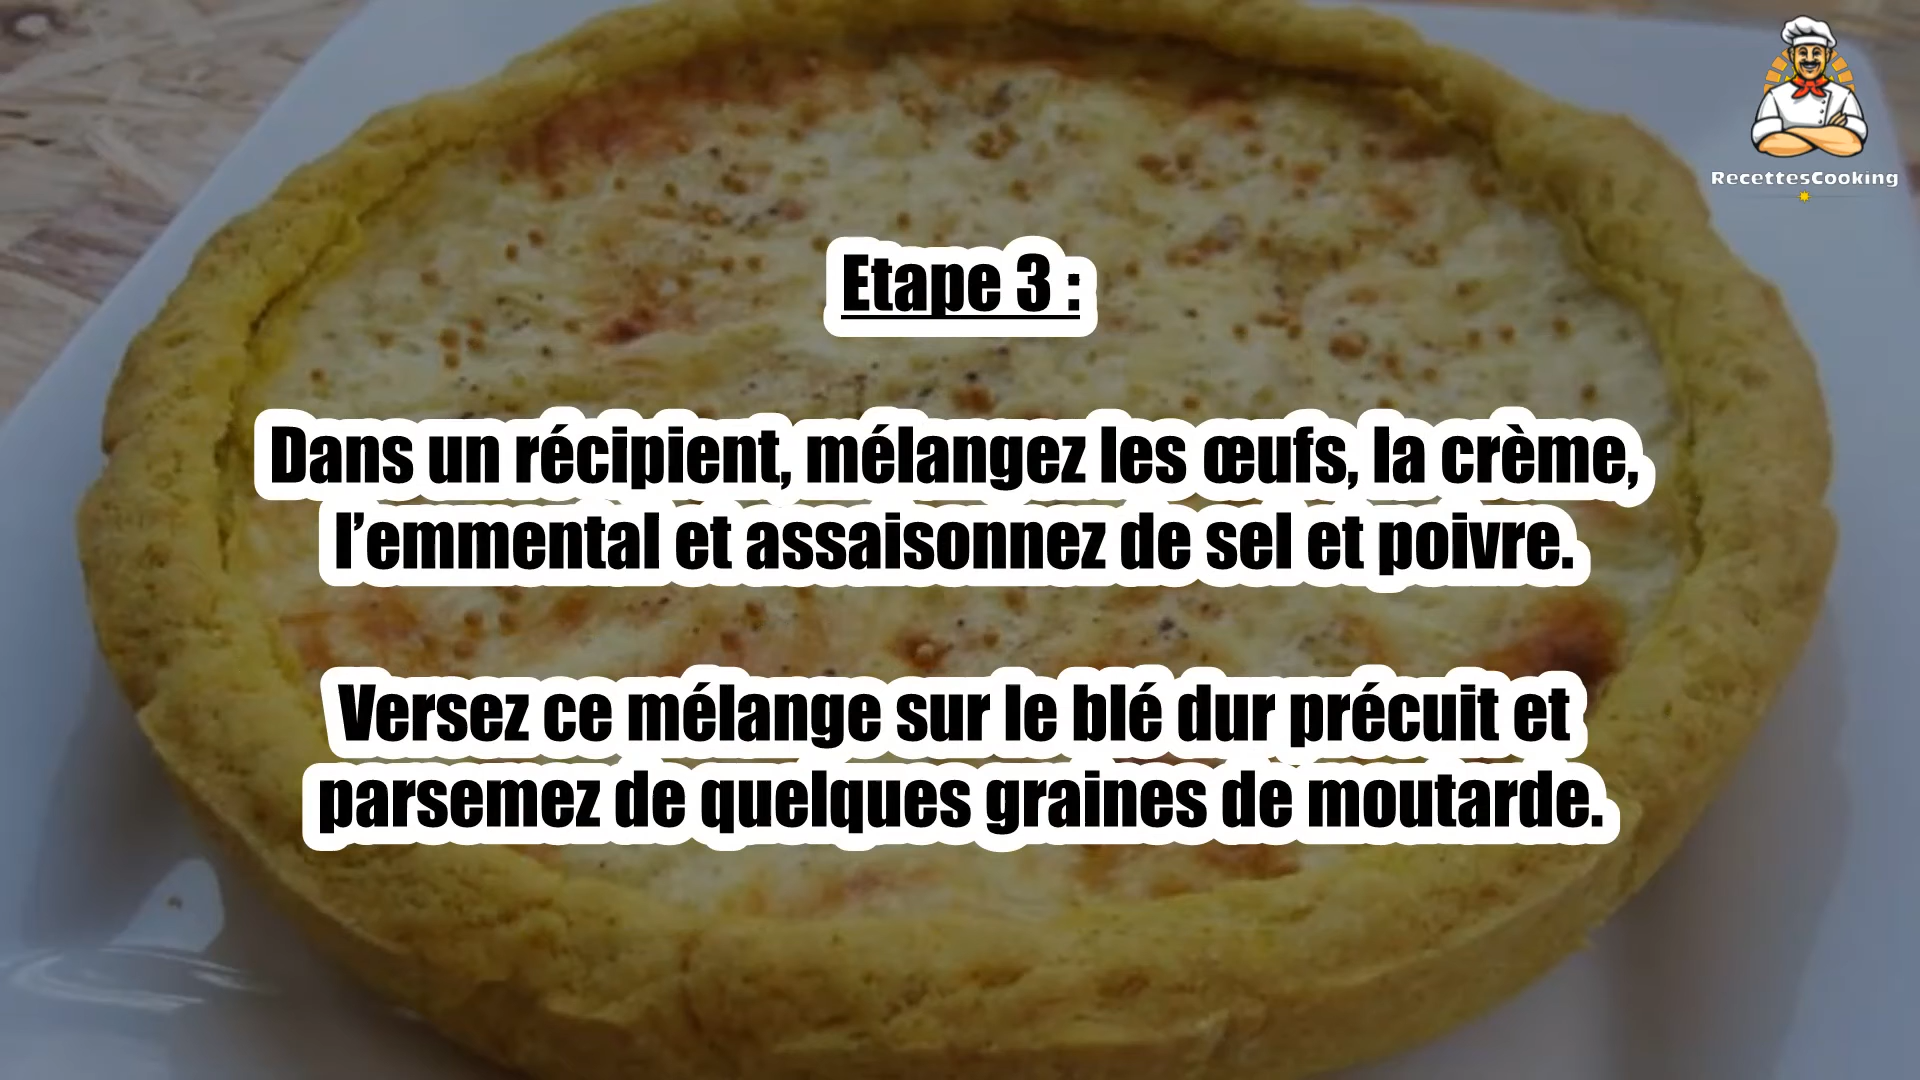 RecettesCooking
Etape 3 :
Dans un récipient, mélangez les œufs, la crème,
l’emmental et assaisonnez de sel et poivre.
Versez ce mélange sur le blé dur précuit et
parsemez de quelques graines de moutarde.